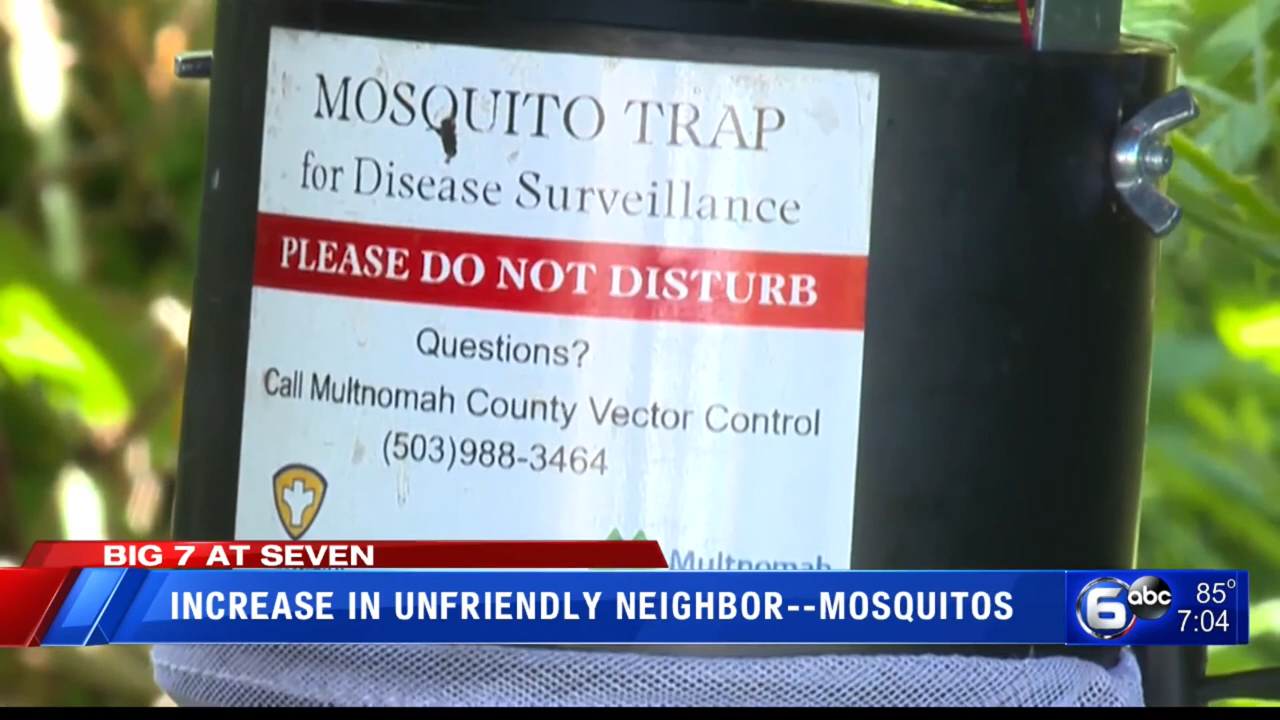 MOSQUITO TRAP
for Disease Surveillance
PLEASE DO NOT DISTURB
Questions?
Call Multnomah County Vector Control
(503)988-3464
Multnomah
BIG 7 AT SEVEN
INCREASE IN UNFRIENDLY NEIGHBOR--MOSQUITOS
6 abc
85°
7:04